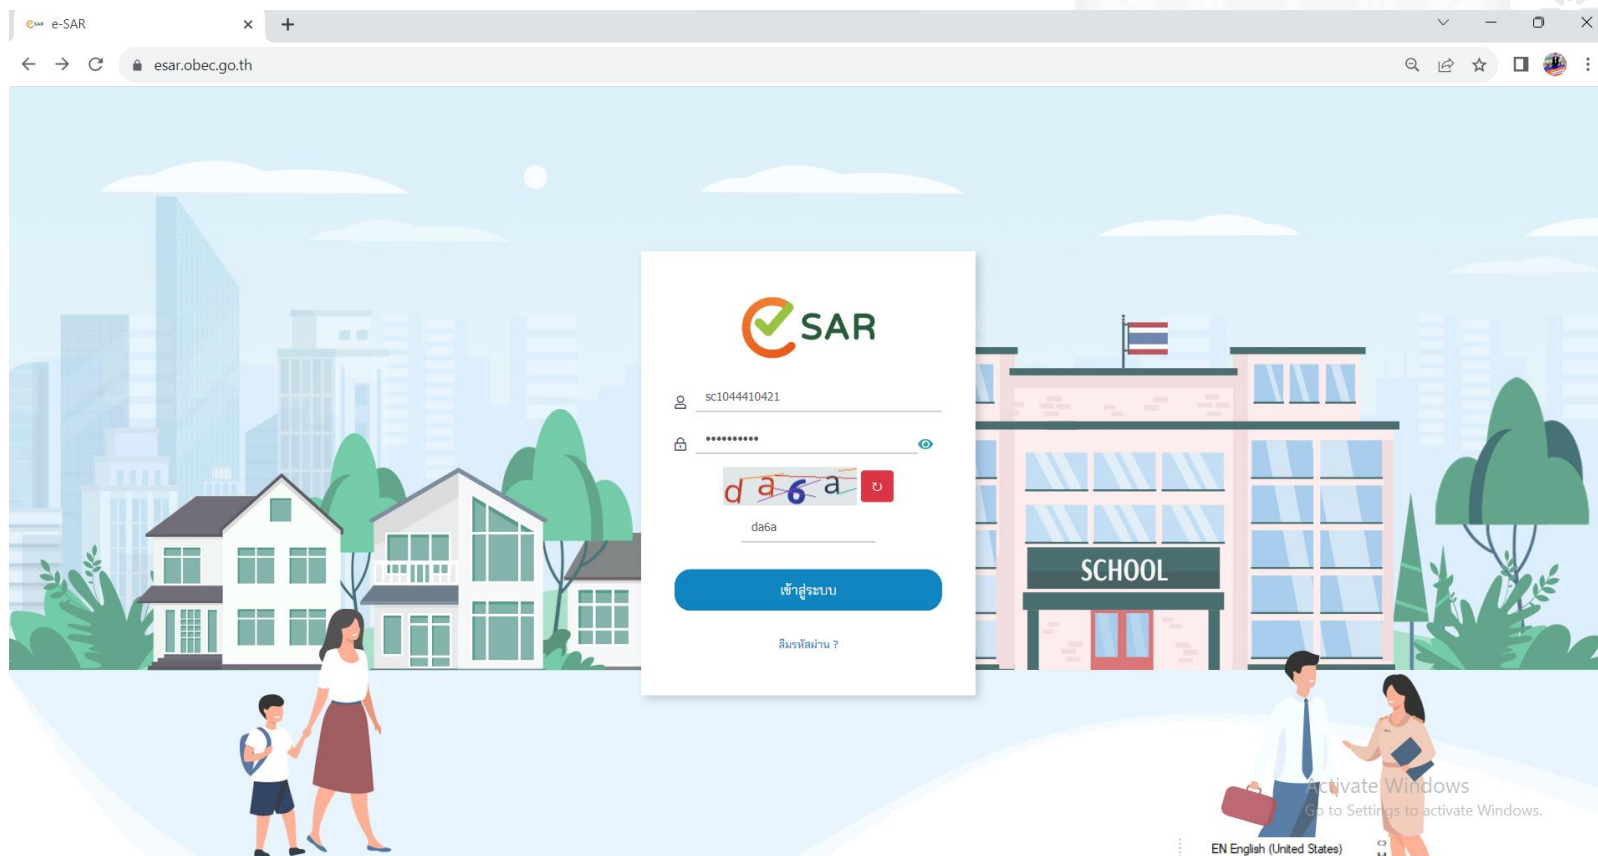 e-SAR
esar.obec.go.th
SAR
sc1044410421
••••••••••
da6a
da6a
เข้าสู่ระบบ
ลืมรหัสผ่าน ?
SCHOOL
Activate Windows
Go to Settings to activate Windows.
EN English (United States)